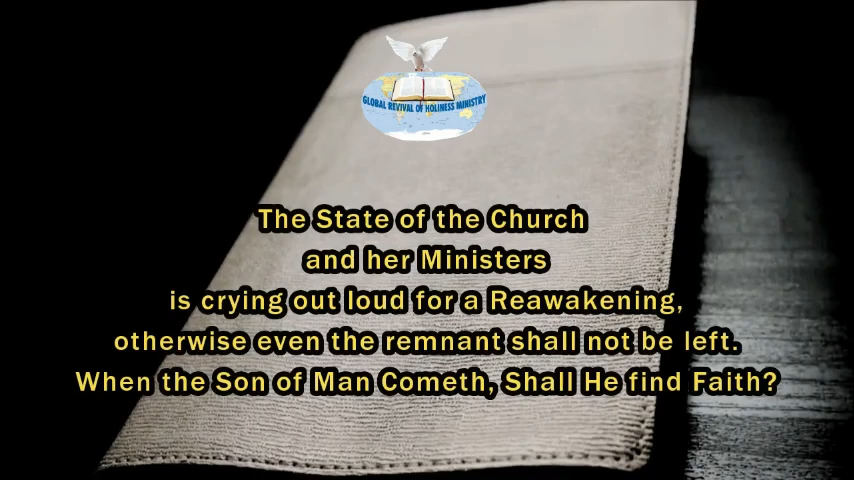 GLOBAL REVIVAL OF HOLINESS MINISTRY
The State of the Church
and her Ministers
is crying out loud for a Reawakening,
otherwise even the remnant shall not be left.
When the Son of Man Cometh, Shall He find Faith?